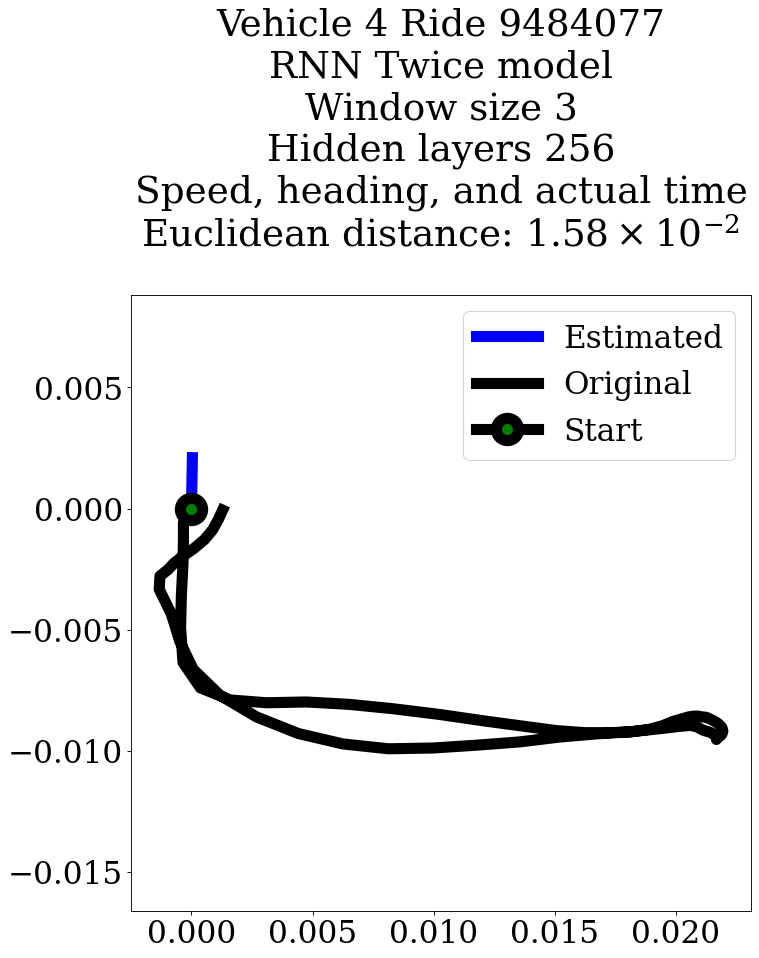 Vehicle 4 Ride 9484077
RNN Twice model
Window size 3
Hidden layers 256
Speed, heading, and actual time
Euclidean distance: 1.58 × 10⁻²
Estimated
Original
Start
0.005
0.000
−0.005
−0.010
−0.015
0.000 0.005 0.010 0.015 0.020